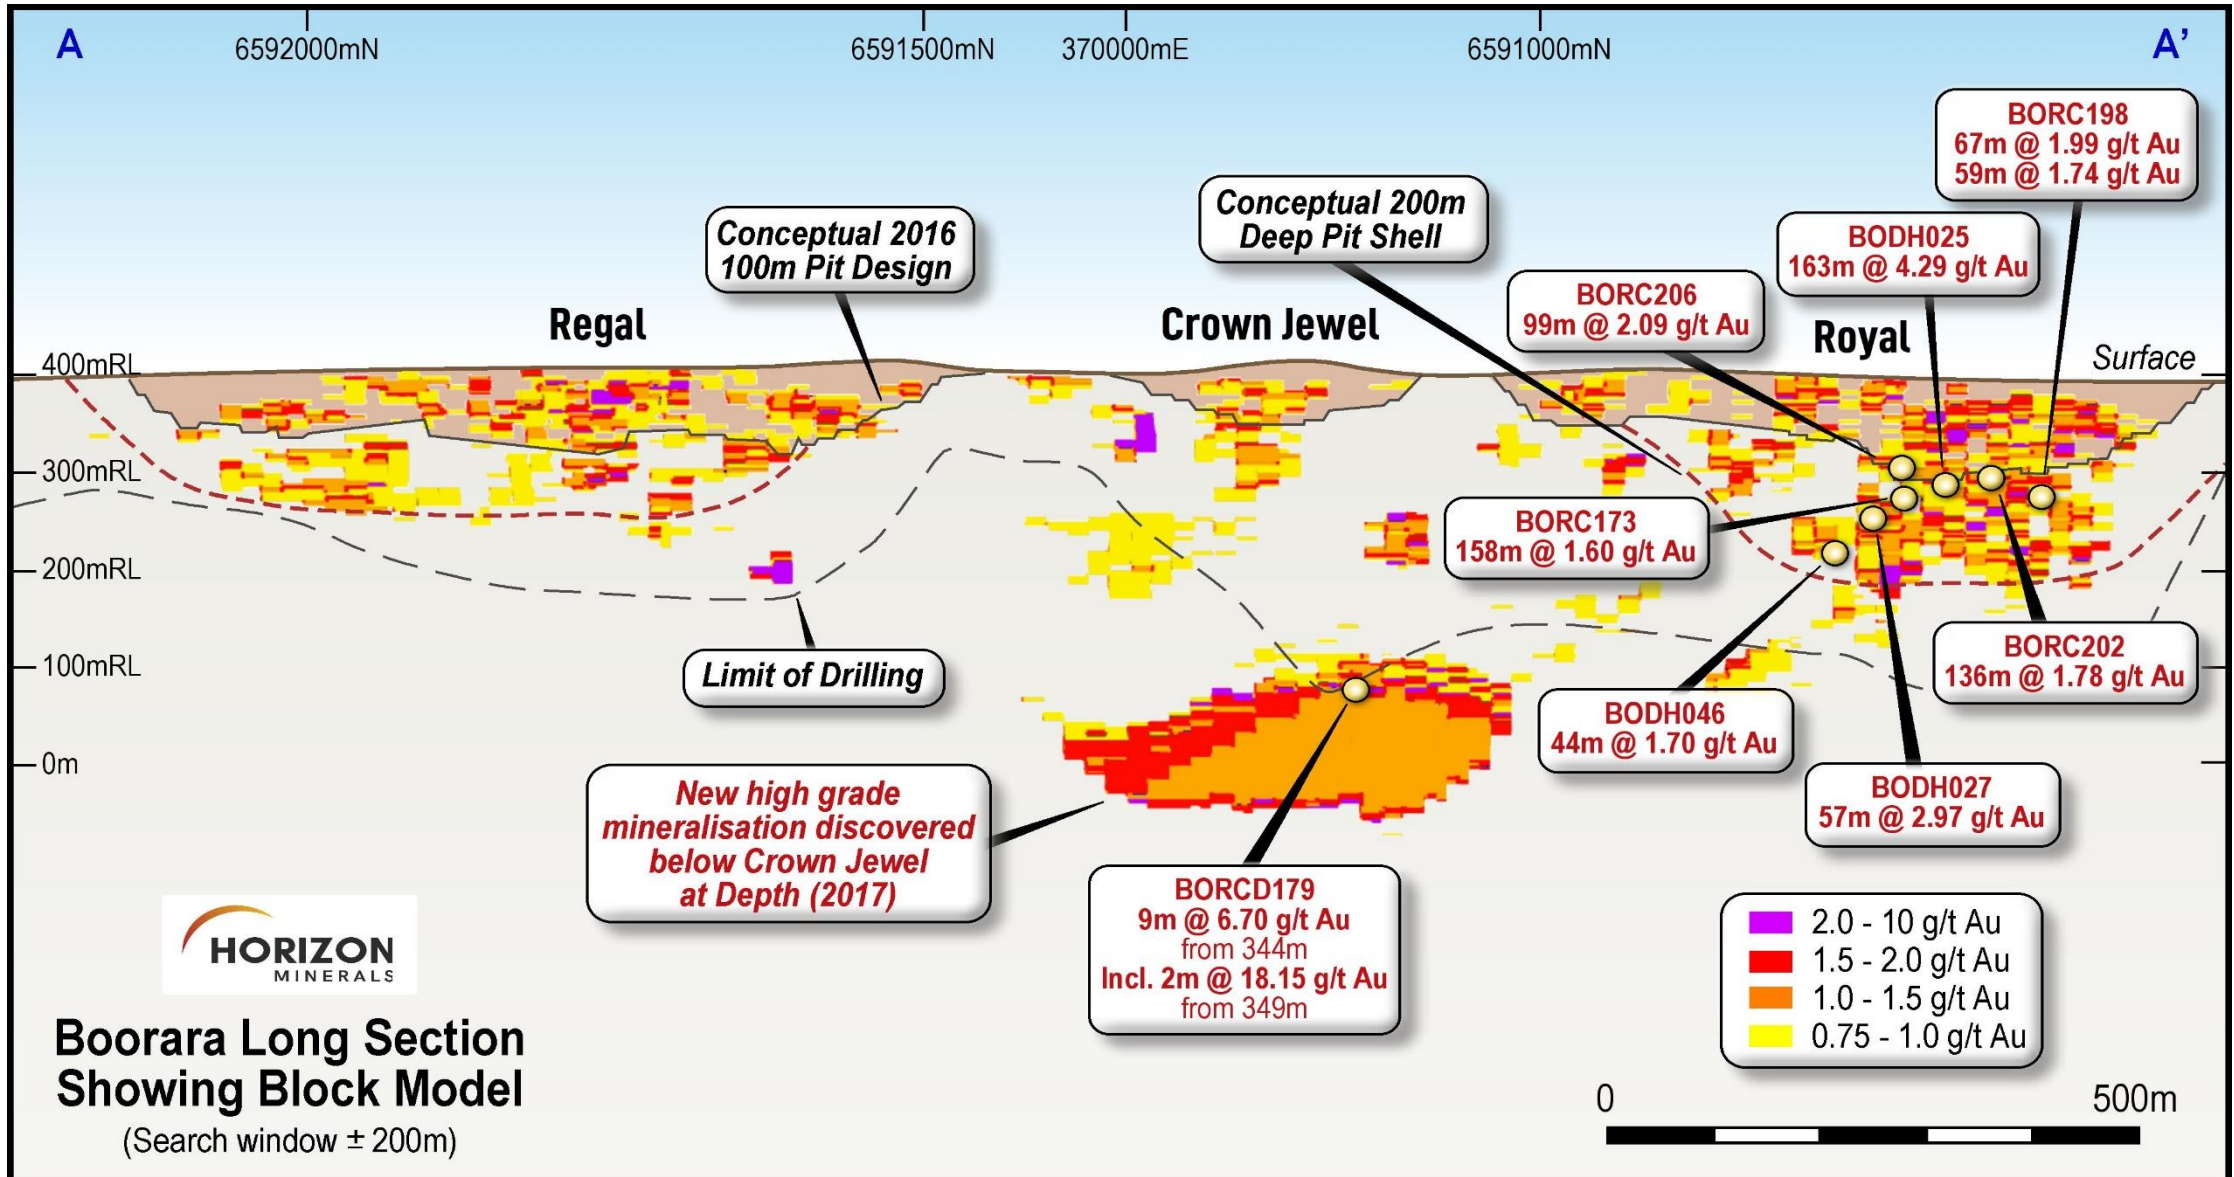 A
6592000mN
6591500mN
370000mE
6591000mN
A’
BORC198
67m @ 1.99 g/t Au
59m @ 1.74 g/t Au
Conceptual 200m
Deep Pit Shell
Conceptual 2016
100m Pit Design
BODH025
163m @ 4.29 g/t Au
BORC206
99m @ 2.09 g/t Au
Regal
Crown Jewel
Royal
Surface
400mRL
300mRL
200mRL
100mRL
0m
BORC173
158m @ 1.60 g/t Au
Limit of Drilling
BORC202
136m @ 1.78 g/t Au
BODH046
44m @ 1.70 g/t Au
BODH027
57m @ 2.97 g/t Au
New high grade
mineralisation discovered
below Crown Jewel
at Depth (2017)
BORCD179
9m @ 6.70 g/t Au
from 344m
Incl. 2m @ 18.15 g/t Au
from 349m
2.0 - 10 g/t Au
1.5 - 2.0 g/t Au
1.0 - 1.5 g/t Au
0.75 - 1.0 g/t Au
HORIZON
MINERALS
Boorara Long Section
Showing Block Model
(Search window ± 200m)
0
500m